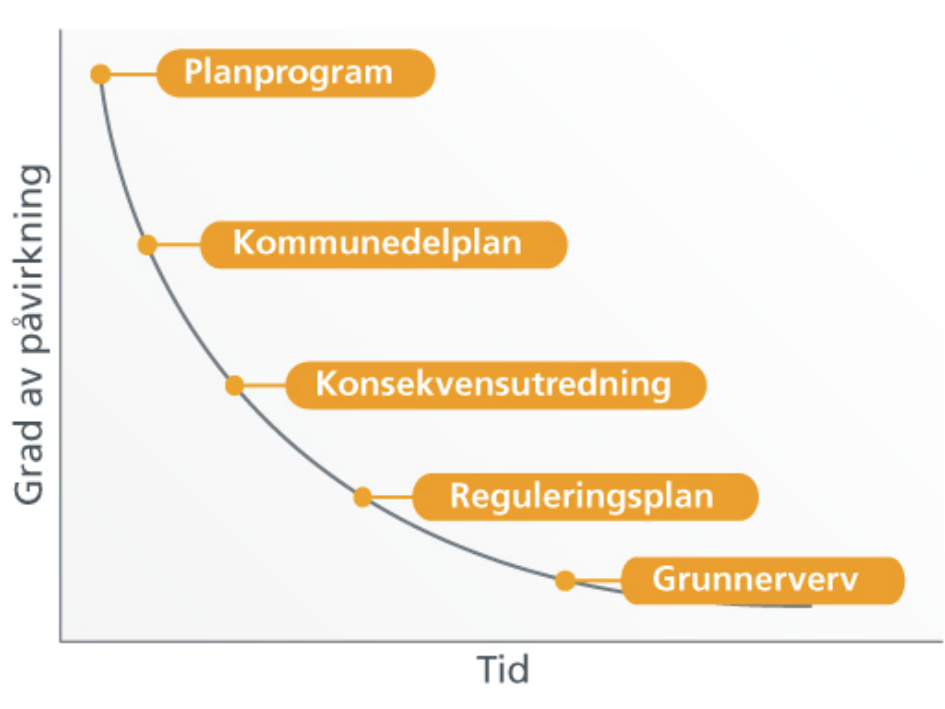 Planprogram
Kommunedelplan
Konsekvensutredning
Reguleringsplan
Grunnerverv
Grad av påvirkning
Tid